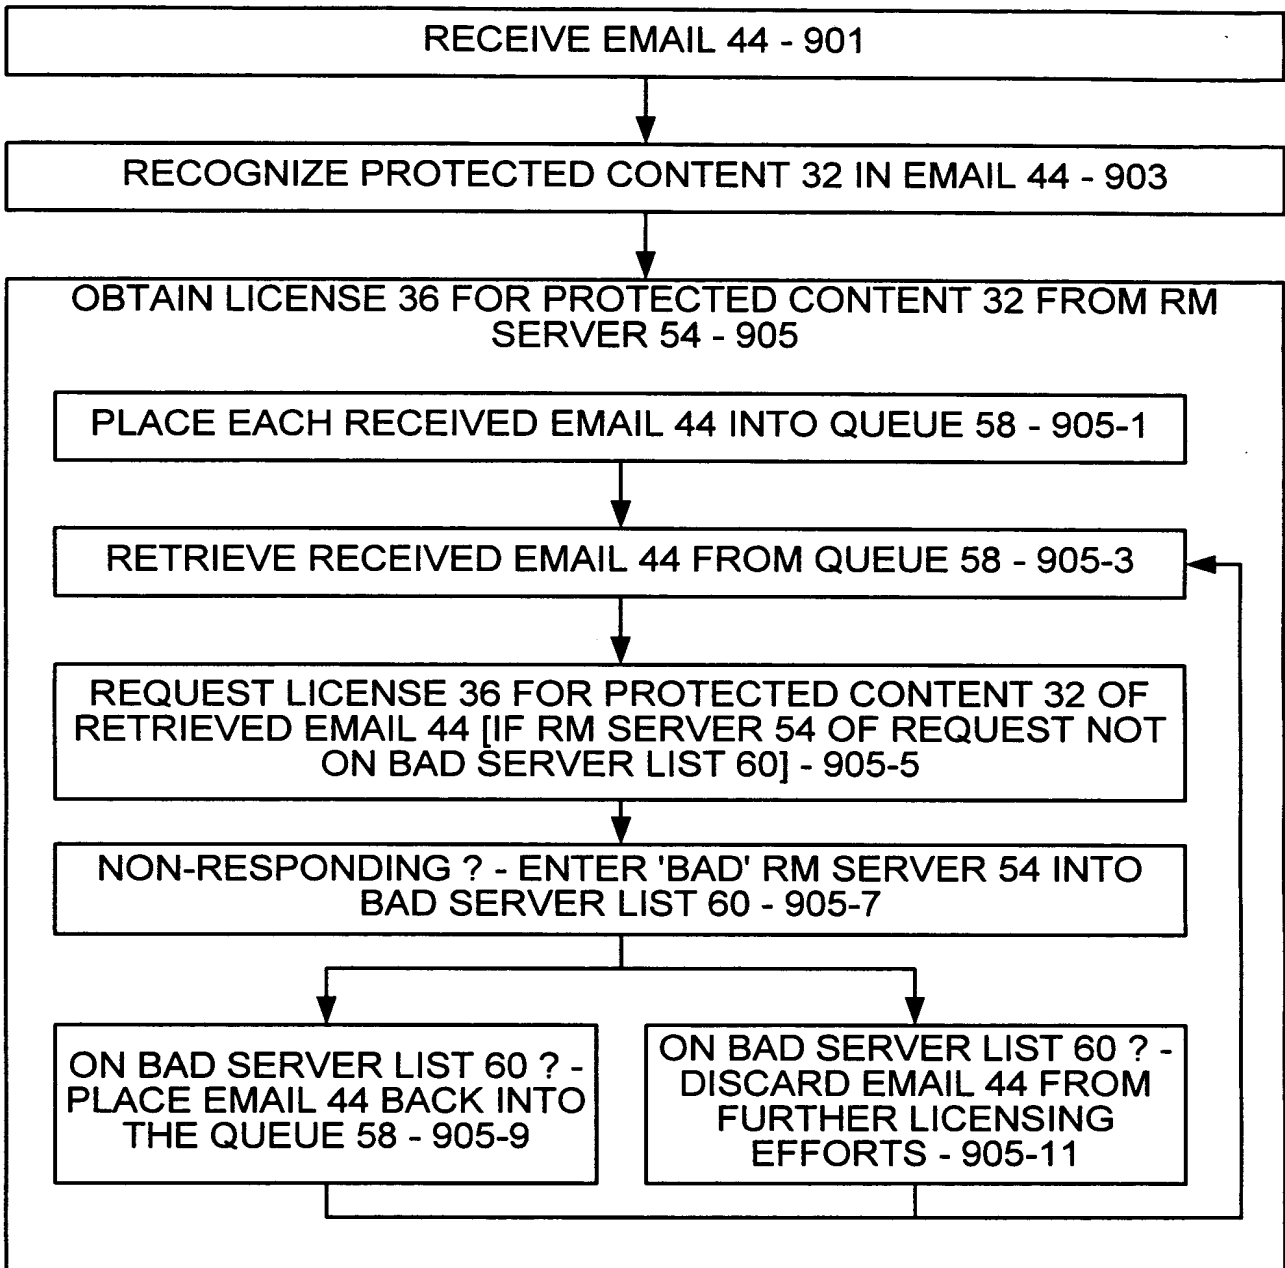 RECEIVE EMAIL 44 - 901
RECOGNIZE PROTECTED CONTENT 32 IN EMAIL 44 - 903
OBTAIN LICENSE 36 FOR PROTECTED CONTENT 32 FROM RM
SERVER 54 - 905
PLACE EACH RECEIVED EMAIL 44 INTO QUEUE 58 - 905-1
RETRIEVE RECEIVED EMAIL 44 FROM QUEUE 58 - 905-3
REQUEST LICENSE 36 FOR PROTECTED CONTENT 32 OF
RETRIEVED EMAIL 44 [IF RM SERVER 54 OF REQUEST NOT
ON BAD SERVER LIST 60] - 905-5
NON-RESPONDING ? - ENTER 'BAD' RM SERVER 54 INTO
BAD SERVER LIST 60 - 905-7
ON BAD SERVER LIST 60 ? -
PLACE EMAIL 44 BACK INTO
THE QUEUE 58 - 905-9
ON BAD SERVER LIST 60 ? -
DISCARD EMAIL 44 FROM
FURTHER LICENSING
EFFORTS - 905-11